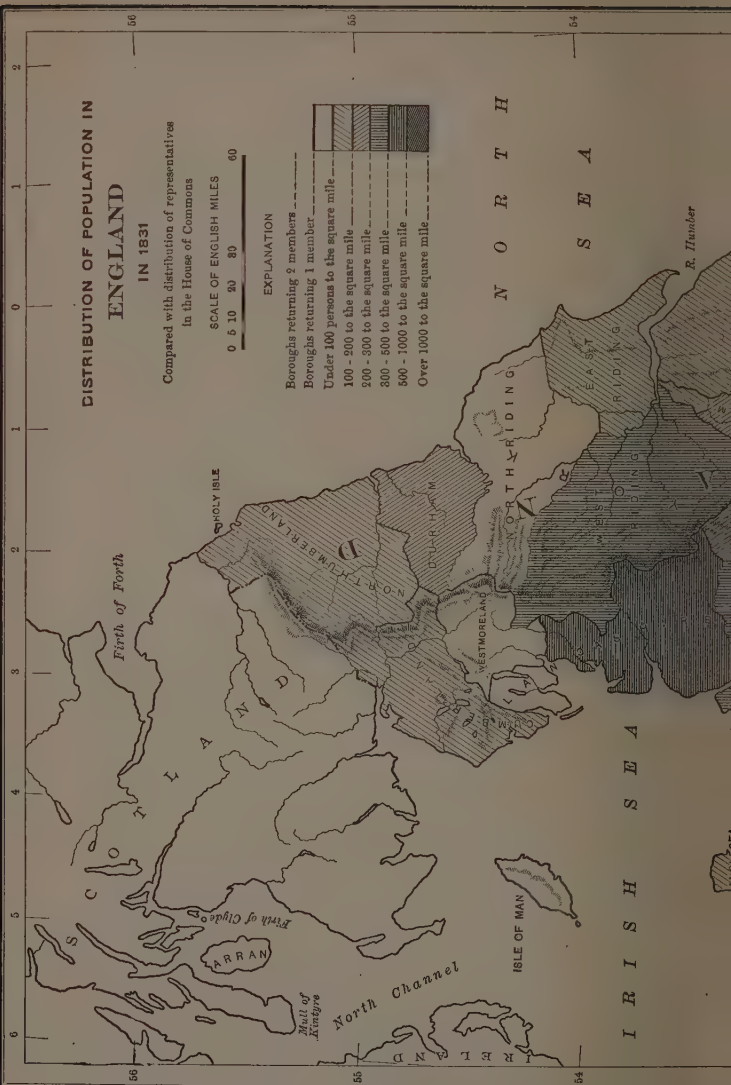 DISTRIBUTION OF POPULATION IN
ENGLAND
IN 1831
Compared with distribution of representatives
in the House of Commons
SCALE OF ENGLISH MILES
0 5 10 20 30 60
EXPLANATION
Boroughs returning 2 members
Boroughs returning 1 member
Under 100 persons to the square mile
100 - 200 to the square mile
200 - 300 to the square mile
300 - 500 to the square mile
500 - 1000 to the square mile
Over 1000 to the square mile
6
5
4
3
2
1
0
1
2
56
56
55
55
54
54
SCOTLAND
Firth of Forth
Firth of Clyde
ARRAN
Mull of
Kintyre
North Channel
IRELAND
ISLE OF MAN
IRISH SEA
HOLY ISLE
NORTHUMBERLAND
DURHAM
WESTMORELAND
NORTH RIDING
EAST
RIDING
WEST
RIDING
NORTH
SEA
R. Humber